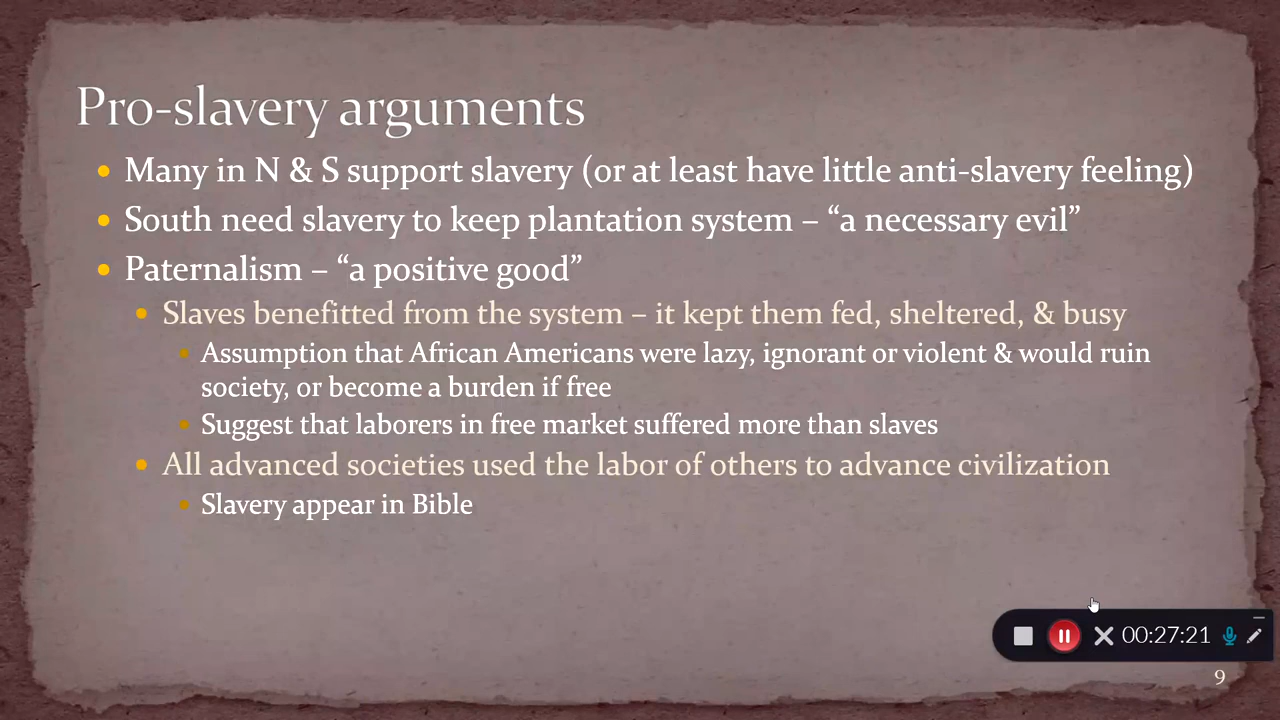 Pro-slavery arguments
Many in N & S support slavery (or at least have little anti-slavery feeling)
South need slavery to keep plantation system – “a necessary evil”
Paternalism – “a positive good”
Slaves benefitted from the system – it kept them fed, sheltered, & busy
Assumption that African Americans were lazy, ignorant or violent & would ruin
society, or become a burden if free
Suggest that laborers in free market suffered more than slaves
All advanced societies used the labor of others to advance civilization
Slavery appear in Bible
00:27:21
9